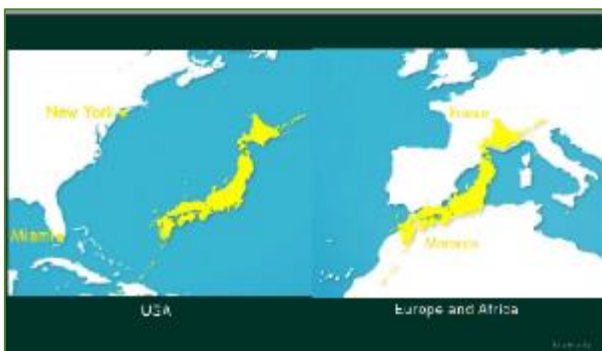 New York
Miami
France
Morocco
USA
Europe and Africa